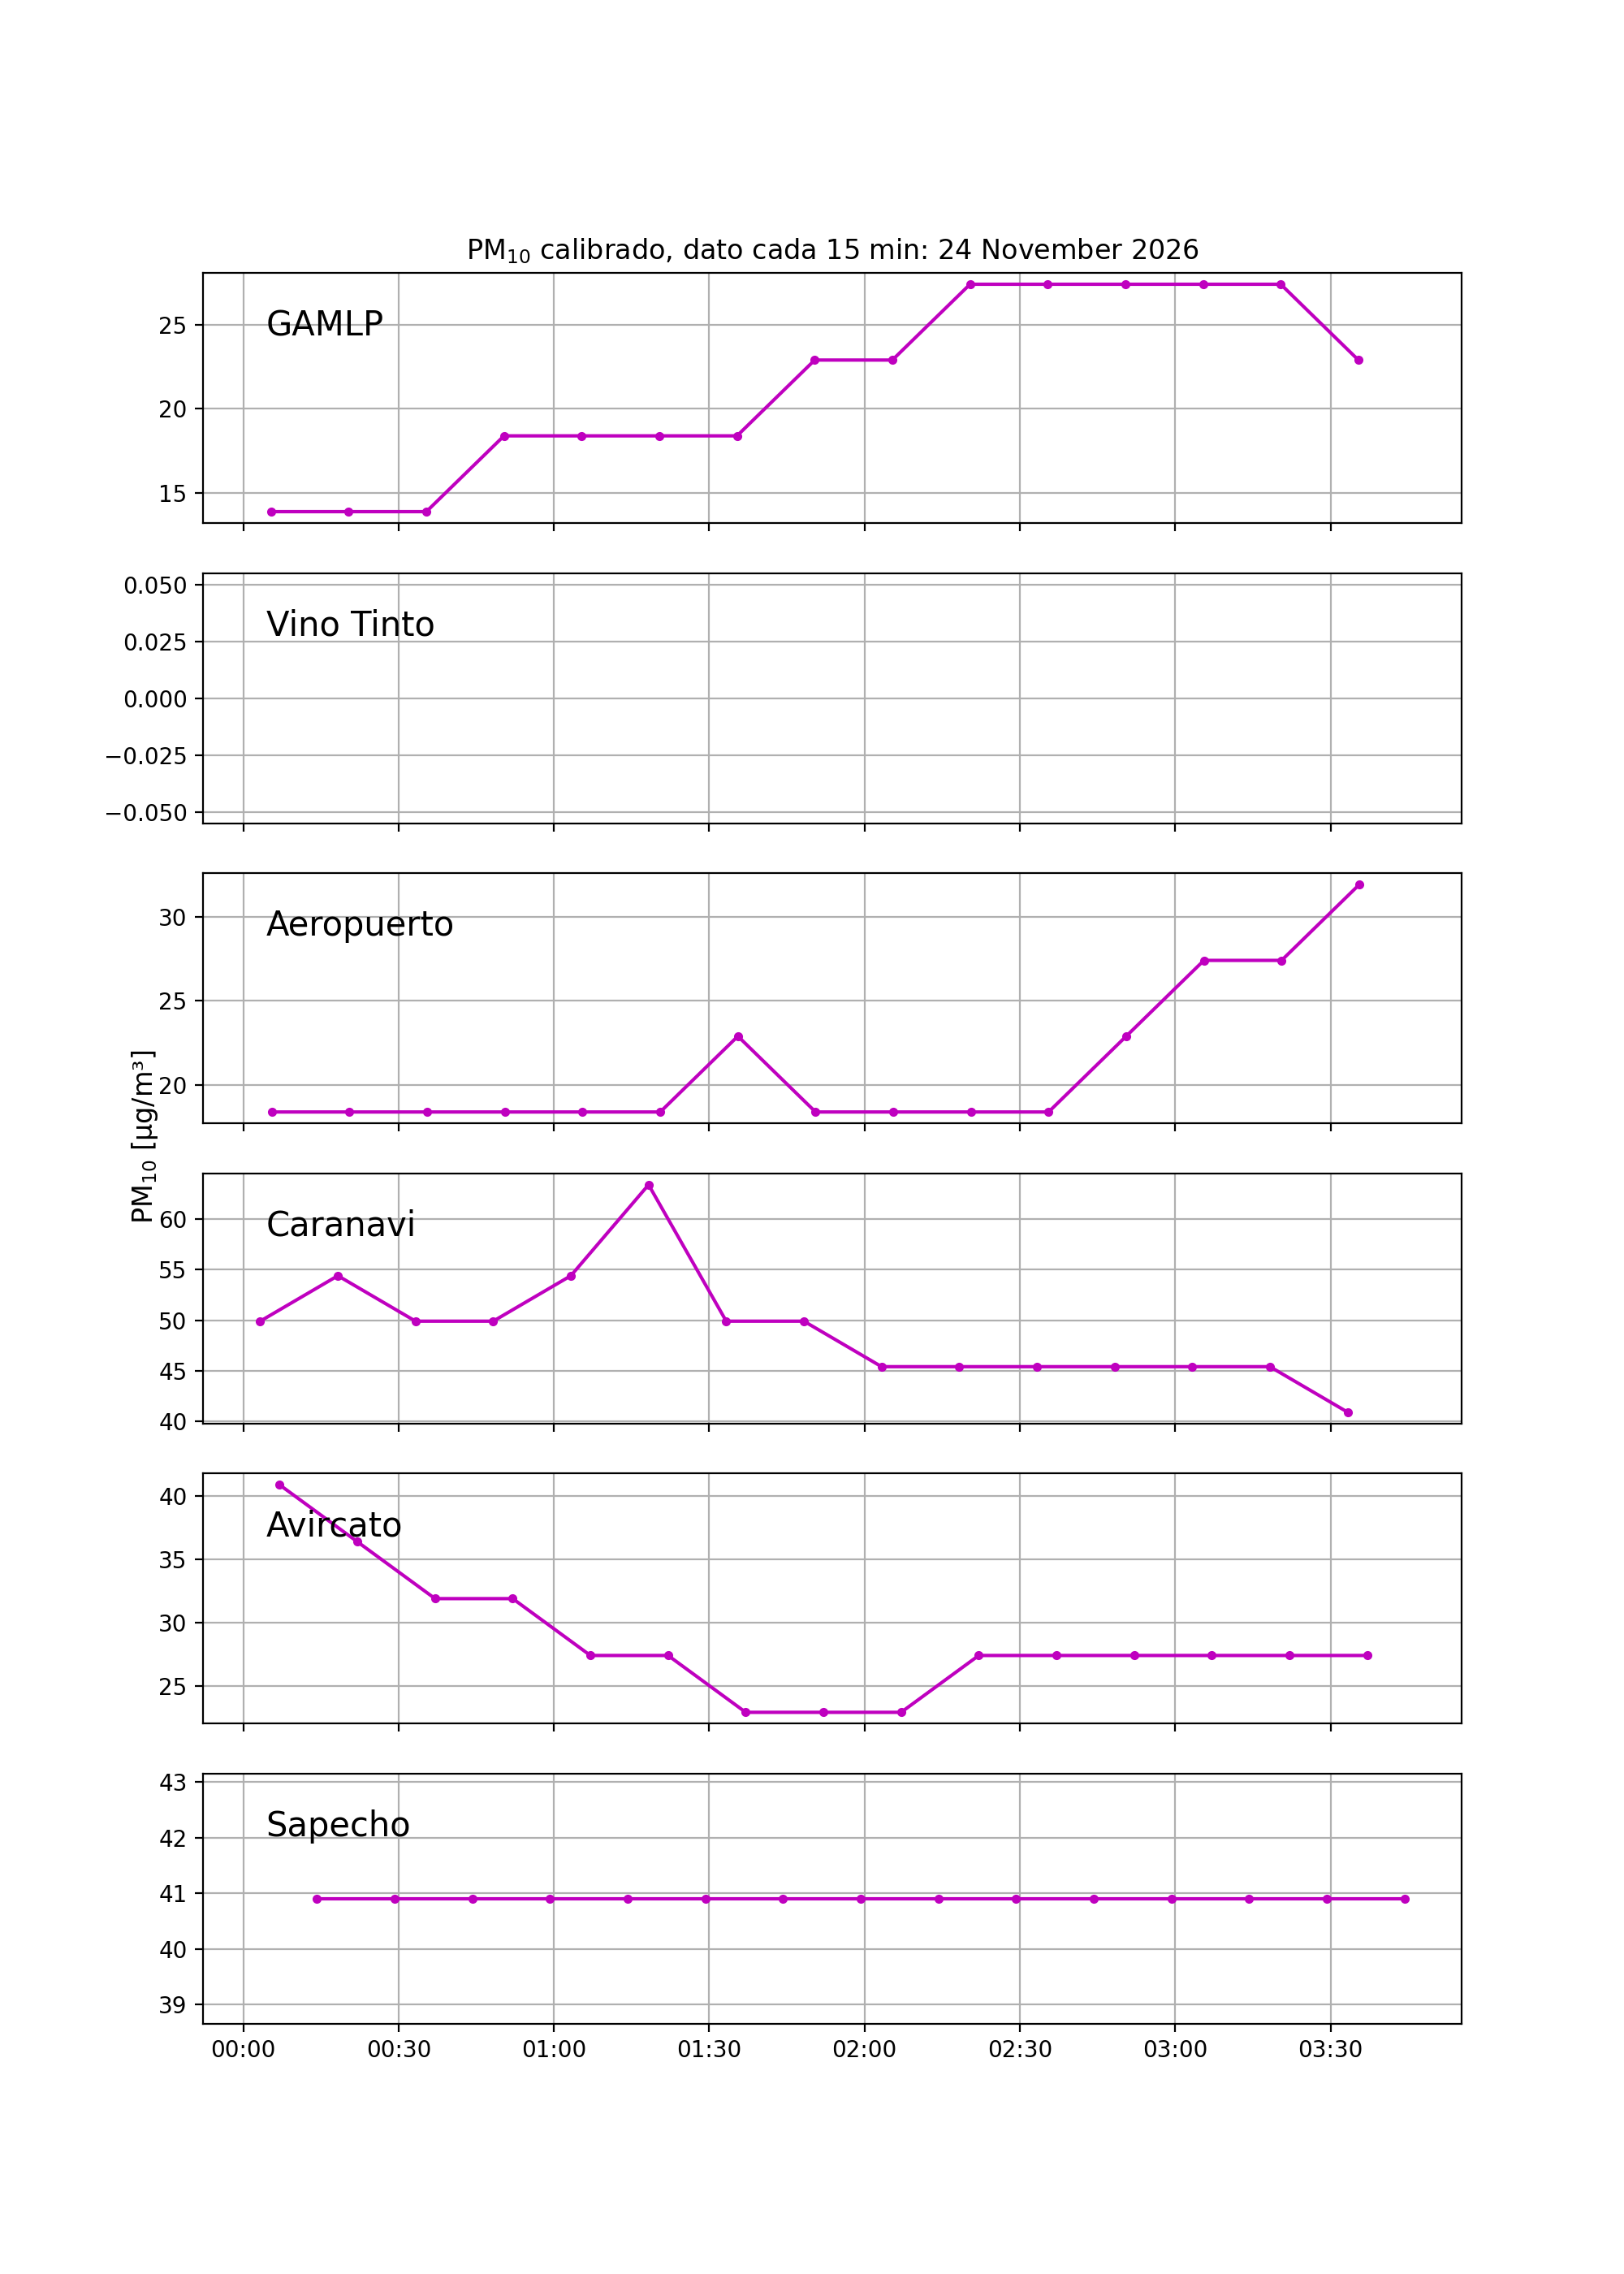 PM₁₀ calibrado, dato cada 15 min: 24 November 2026
GAMLP
25
20
15
Vino Tinto
0.050
0.025
0.000
−0.025
−0.050
Aeropuerto
30
25
20
PM₁₀ [µg/m³]
Caranavi
60
55
50
45
40
Avircato
40
35
30
25
Sapecho
43
42
41
40
39
00:00 00:30 01:00 01:30 02:00 02:30 03:00 03:30